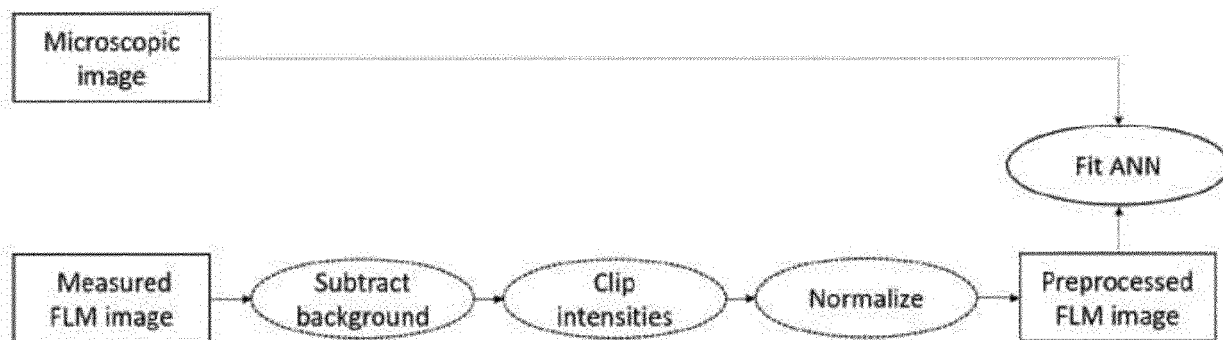 Microscopic
image
Fit ANN
Measured
FLM image
Subtract
background
Clip
intensities
Normalize
Preprocessed
FLM image